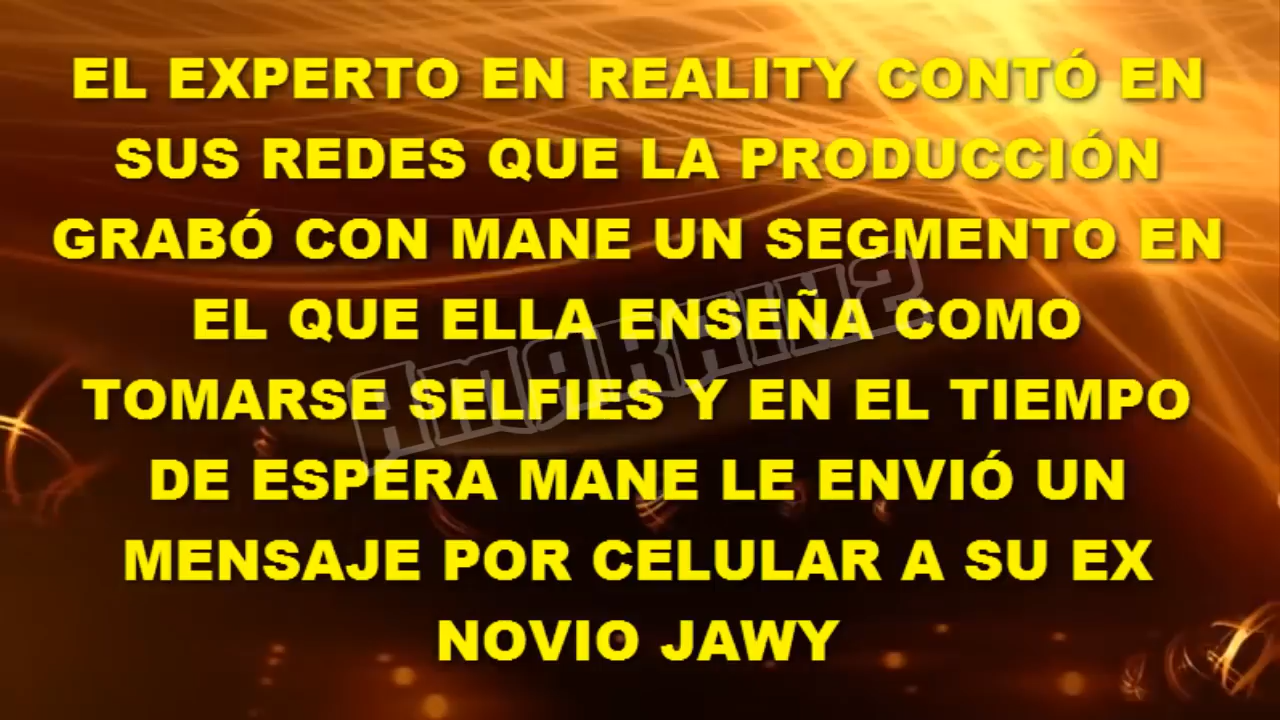 EL EXPERTO EN REALITY CONTÓ EN
SUS REDES QUE LA PRODUCCIÓN
GRABÓ CON MANE UN SEGMENTO EN
EL QUE ELLA ENSEÑA COMO
TOMARSE SELFIES Y EN EL TIEMPO
DE ESPERA MANE LE ENVIÓ UN
MENSAJE POR CELULAR A SU EX
NOVIO JAWY